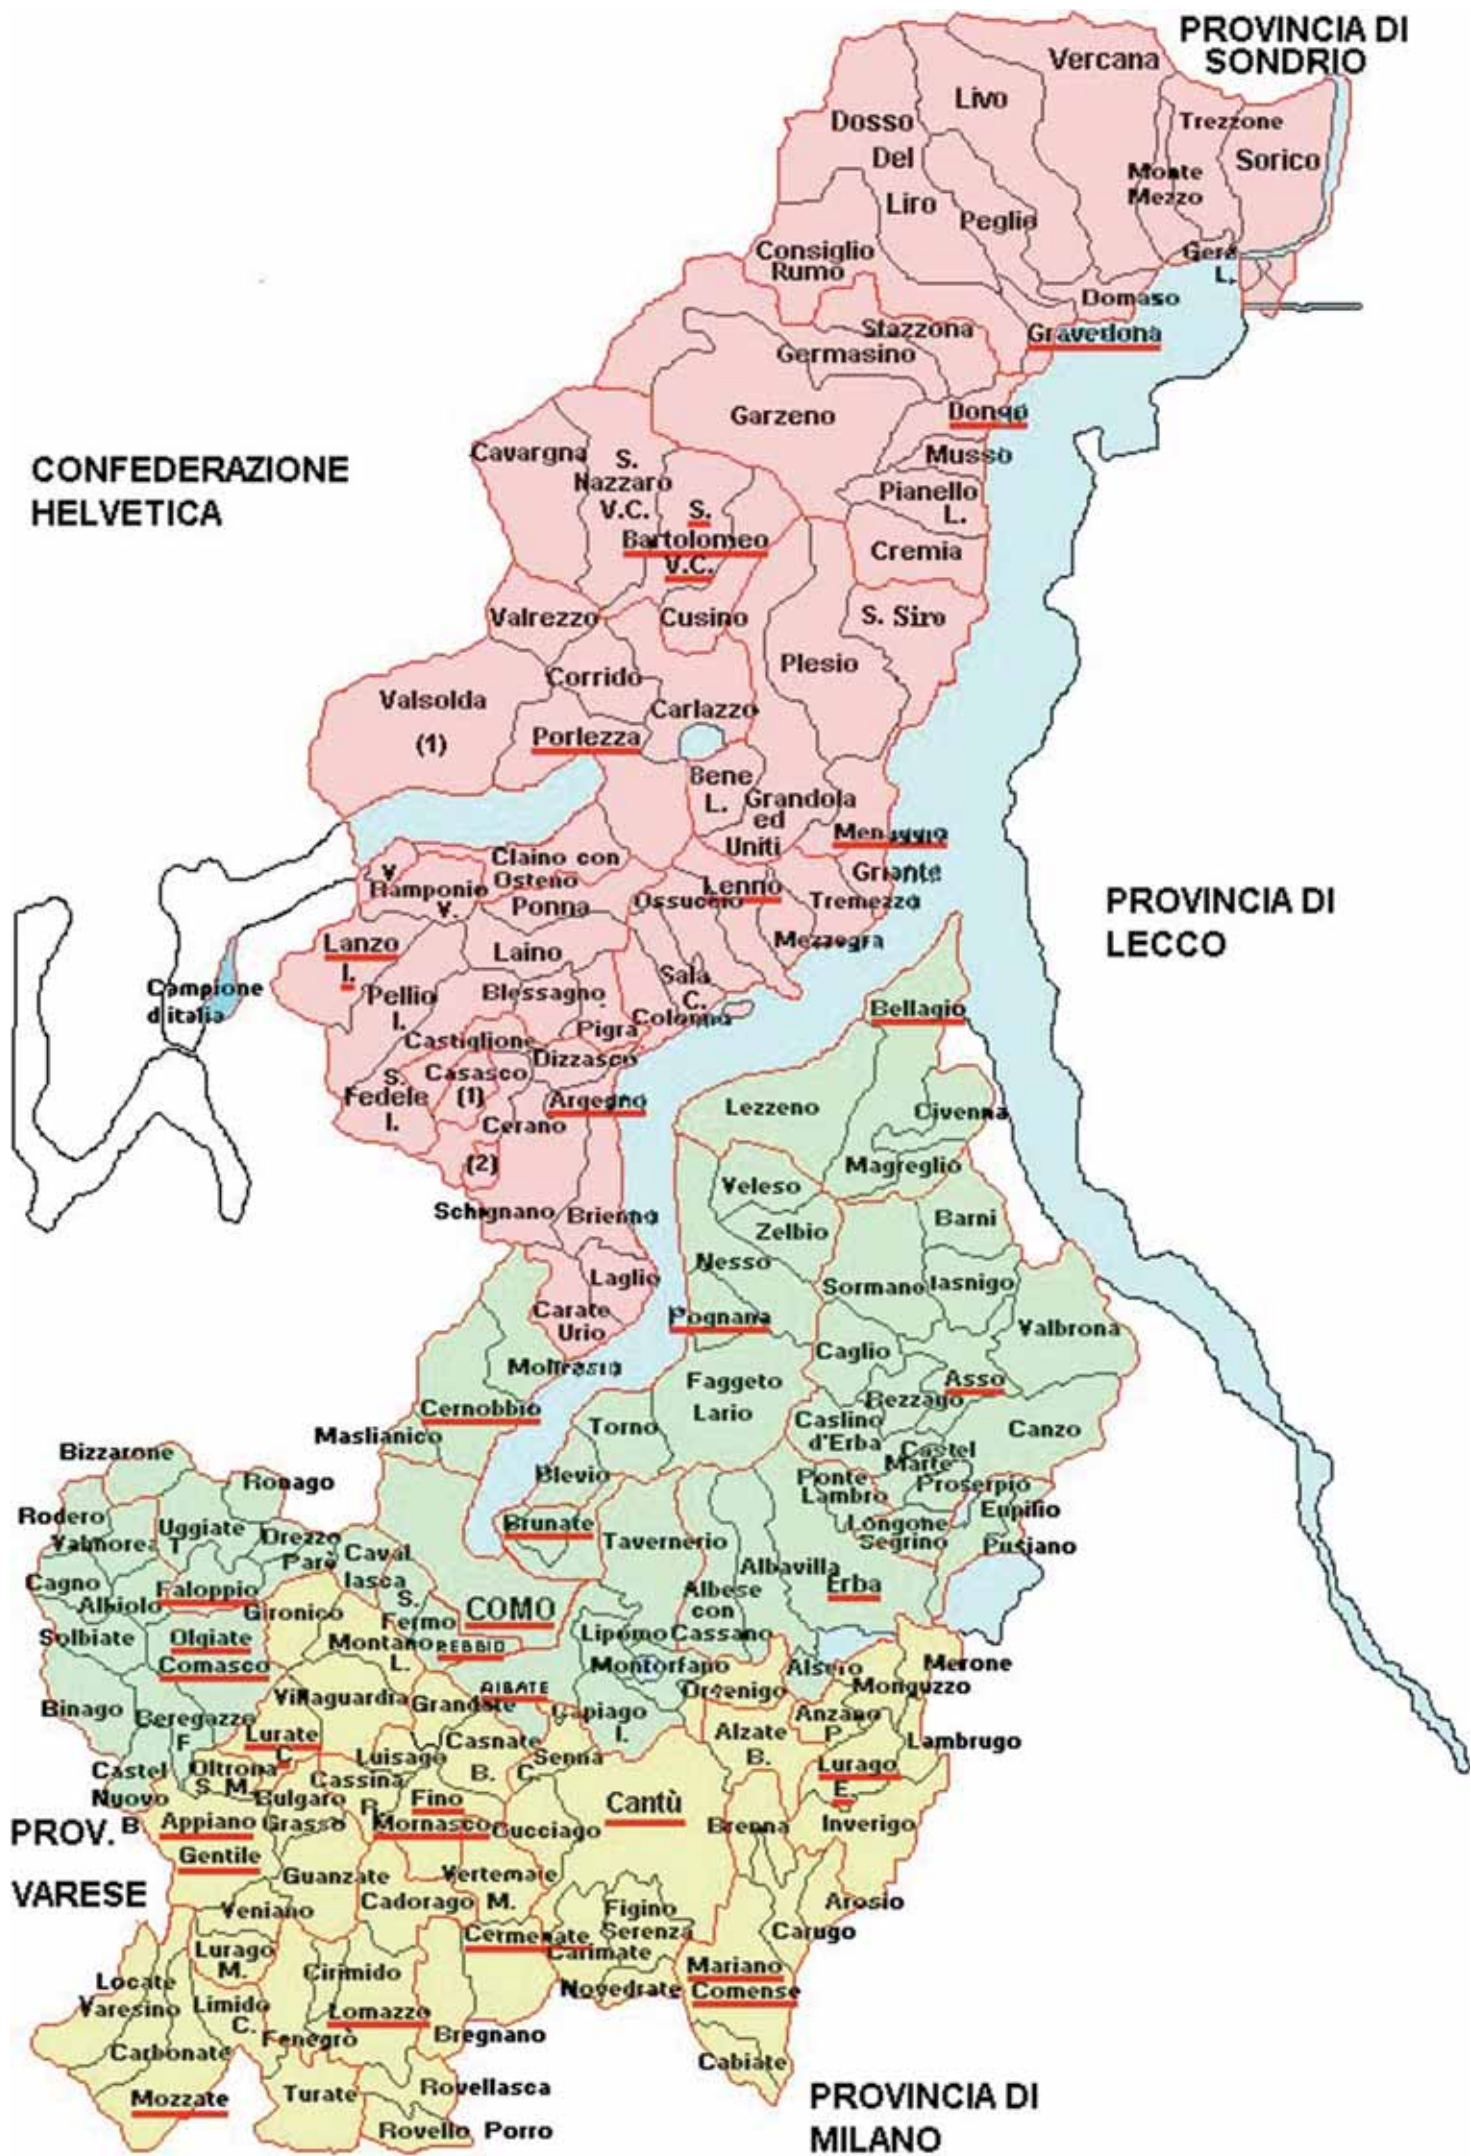 PROVINCIA DI
SONDRIO
Vercana
Livo
Dosso
Del
Liro
Trezzone
Sorico
Monte
Mezzo
Peglio
Consiglio
Rumo
Gera
L.
Domaso
Stazzona
Gravedona
Germasino
Garzeno
Dongo
CONFEDERAZIONE
HELVETICA
Cavargna
S.
Nazzaro
V.C.
Musso
Pianello
L.
S.
Bartolomeo
V.C.
Cremia
Valrezzo
Cusino
S. Siro
Plesio
Corrido
Valsolda
(1)
Carlazzo
Porlezza
Bene
L.
Grandola
ed
Uniti
Menaggio
Claino con
Osteno
Griante
V.
Ramponio
V.
Lenno
Ossuccio
Ponna
Tremezzo
PROVINCIA DI
LECCO
Mezzegra
Lanzo
I.
Laino
Sala
C.
Campione
d'italia
Pellio
I.
Blessagno
Bellagio
Colonno
Pigra
Castiglione
Dizzasco
S.
Fedele
I.
Casasco
(1)
Argegno
Lezzeno
Civenna
Cerano
(2)
Magreglio
Veleso
Schignano
Brienno
Zelbio
Barni
Nesso
Laglio
Sormano
lasnigo
Carate
Urio
Pognana
Valbrona
Moltrasio
Caglio
Faggeto
Lario
Asso
Rezzago
Cernobbio
Caslino
d'Erba
Torno
Canzo
Maslianico
Castel
Marte
Bizzarone
Blevio
Ponte
Lambro
Proserpio
Ronago
Eupilio
Rodero
Brunate
Longone
Segrino
Uggiate
T
Drezzo
Valmorea
Tavernerio
Pusiano
Parè
Caval
lasca
Albavilla
Cagno
Faloppio
Erba
Albese
con
Cassano
S.
Fermo
COMO
Albiolo
Gironico
Solbiate
Olgiate
Comasco
Lipomo
Montano
L.
REBBIO
Montorfano
Alserio
Merone
Monguzzo
AlBATE
Orsenigo
Villaguardia
Grandate
Binago
Beregazzo
F
Capiago
I.
Anzano
P.
Lurate
C.
Alzate
B.
Lambrugo
Casnate
B.
Luisago
Senna
C.
Oltrona
S. M.
Lurago
E.
Castel
Nuovo
B
Cassina
R.
Bulgaro
Grasso
Fino
Mornasco
Cantù
Appiano
Gentile
PROV.
VARESE
Cucciago
Brenna
Inverigo
Guanzate
Vertemate
M.
Cadorago
Arosio
Veniano
Figino
Serenza
Carugo
Cermenate
Carimate
Lurago
M.
Cirimido
Mariano
Comense
Locate
Varesino
Novedrate
Limido
C.
Lomazzo
Fenegrò
Bregnano
Carbonate
Cabiate
Mozzate
Turate
Rovellasca
Rovello Porro
PROVINCIA DI
MILANO